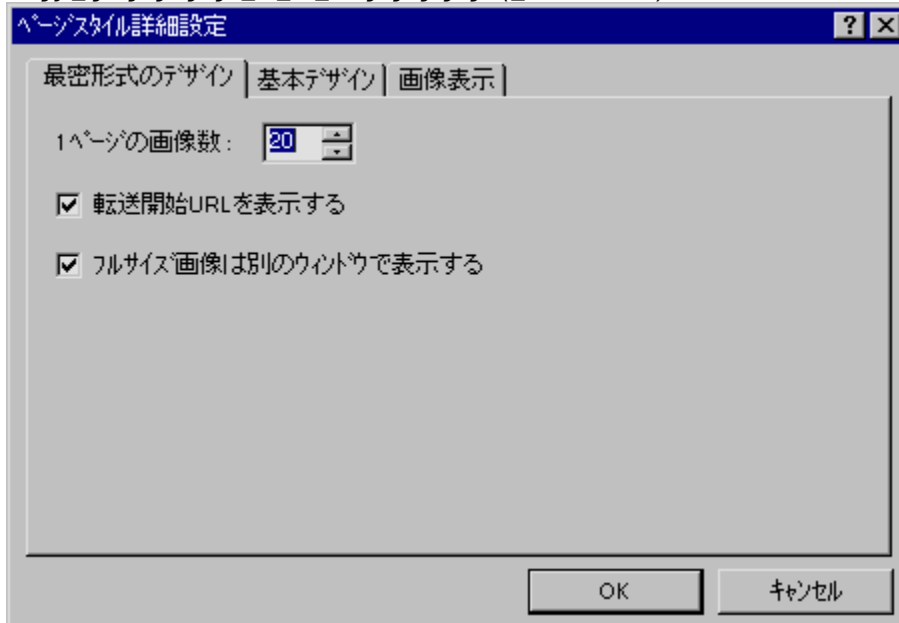 ﾍﾟｰｼﾞｽﾀｲﾙ詳細設定
最密形式のﾃﾞｻﾞｲﾝ 基本ﾃﾞｻﾞｲﾝ 画像表示
1ﾍﾟｰｼﾞの画像数： 20
転送開始URLを表示する
ﾌﾙｻｲｽﾞ画像は別のｳｨﾝﾄﾞｳで表示する
OK ｷｬﾝｾﾙ